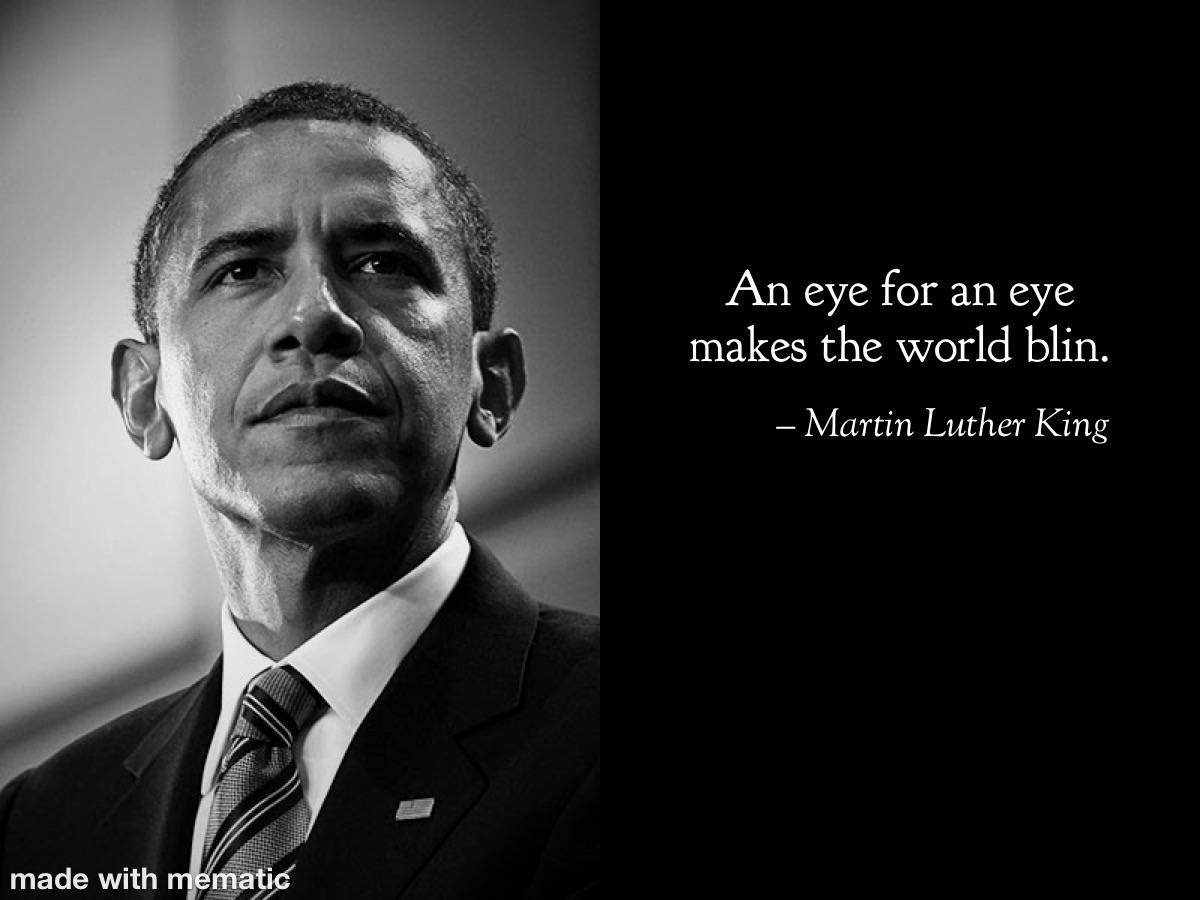 An eye for an eye
makes the world blin.
– Martin Luther King
made with mematic